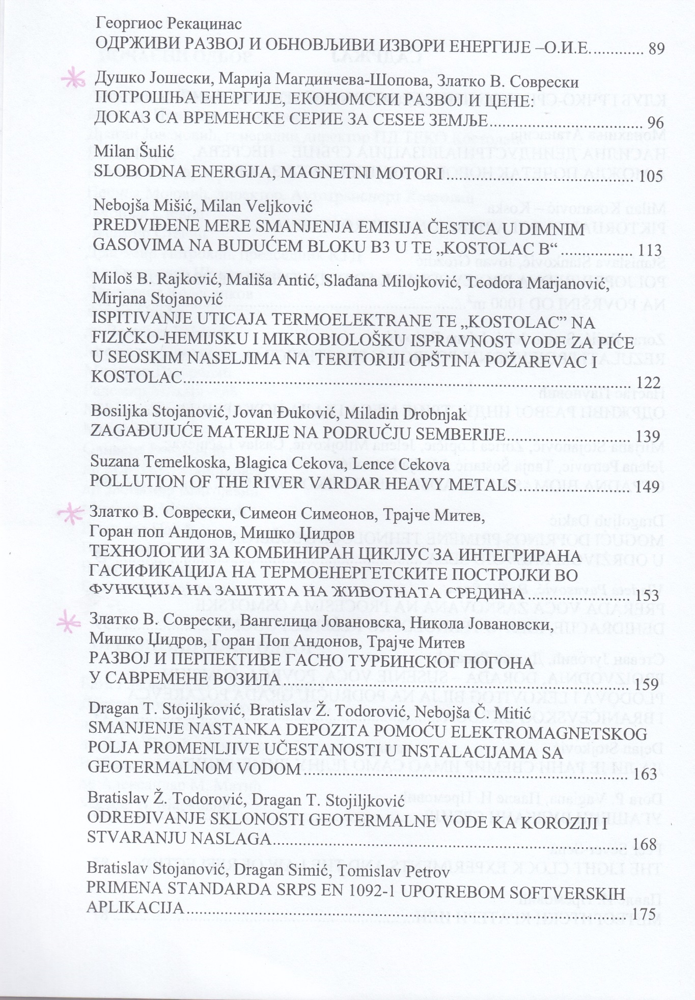 Георгиос Рекацинас
ОДРЖИВИ РАЗВОЈ И ОБНОВЉИВИ ИЗВОРИ ЕНЕРГИЈЕ –О.И.Е............. 89
Душко Јошески, Марија Магдинчева-Шопова, Златко В. Соврески
ПОТРОШЊА ЕНЕРГИЈЕ, ЕКОНОМСКИ РАЗВОЈ И ЦЕНЕ:
ДОКАЗ СА ВРЕМЕНСКЕ СЕРИЕ ЗА CESEE ЗЕМЉЕ................................ 96
Milan Šulić
SLOBODNA ENERGIJA, MAGNETNI MOTORI........................................ 105
Nebojša Mišić, Milan Veljković
PREDVIĐENE MERE SMANJENJA EMISIJA ČESTICA U DIMNIM
GASOVIMA NA BUDUĆEM BLOKU B3 U TE „KOSTOLAC B“................ 113
Miloš B. Rajković, Mališa Antić, Slađana Milojković, Teodora Marjanović,
Mirjana Stojanović
ISPITIVANJE UTICAJA TERMOELEKTRANE TE „KOSTOLAC” NA
FIZIČKO-HEMIJSKU I MIKROBIOLOŠKU ISPRAVNOST VODE ZA PIĆE
U SEOSKIM NASELJIMA NA TERITORIJI OPŠTINA POŽAREVAC I
KOSTOLAC................................................................................................ 122
Bosiljka Stojanović, Jovan Đuković, Miladin Drobnjak
ZAGAĐUJUĆE MATERIJE NA PODRUČJU SEMBERIJE.......................... 139
Suzana Temelkoska, Blagica Cekova, Lence Cekova
POLLUTION OF THE RIVER VARDAR HEAVY METALS........................ 149
Златко В. Соврески, Симеон Симеонов, Трајче Митев,
Горан поп Андонов, Мишко Џидров
ТЕХНОЛОГИИ ЗА КОМБИНИРАН ЦИКЛУС ЗА ИНТЕГРИРАНА
ГАСИФИКАЦИЈА НА ТЕРМОЕНЕРГЕТСКИТЕ ПОСТРОЈКИ ВО
ФУНКЦИЈА НА ЗАШТИТА НА ЖИВОТНАТА СРЕДИНА...................... 153
Златко В. Соврески, Вангелица Јовановска, Никола Јовановски,
Мишко Џидров, Горан Поп Андонов, Трајче Митев
РАЗВОЈ И ПЕРПЕКТИВЕ ГАСНО ТУРБИНСКОГ ПОГОНА
У САВРЕМЕНЕ ВОЗИЈА........................................................................... 159
Dragan T. Stojiljković, Bratislav Ž. Todorović, Nebojša Č. Mitić
SMANJENJE NASTANKA DEPOZITA POMOĆU ELEKTROMAGNETSKOG
POLJA PROMENLJIVE UČESTANOSTI U INSTALACIJAMA SA
GEOTERMALNOM VODOM...................................................................... 163
Bratislav Ž. Todorović, Dragan T. Stojiljković
ODREĐIVANJE SKLONOSTI GEOTERMALNE VODE KA KOROZIJI I
STVARANJU NASLAGA............................................................................ 168
Bratislav Stojanović, Dragan Simić, Tomislav Petrov
PRIMENA STANDARDA SRPS EN 1092-1 UPOTREBOM SOFTVERSKIH
APLIKACIJA............................................................................................... 175